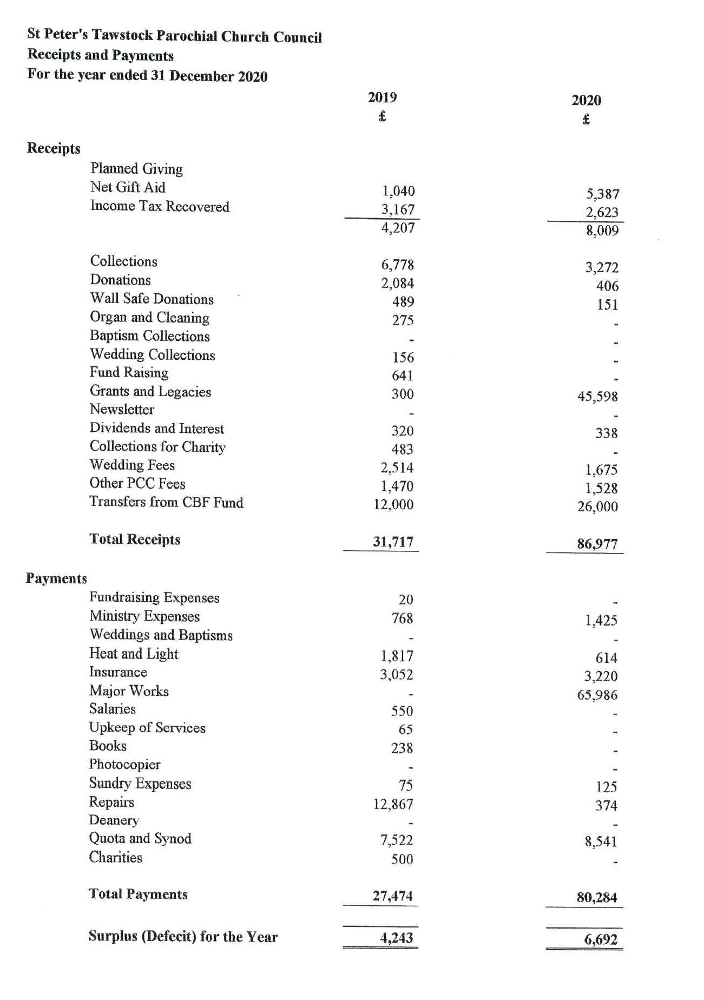 St Peter's Tawstock Parochial Church Council
Receipts and Payments
For the year ended 31 December 2020
2019 2020
£ £
Receipts
Planned Giving
Net Gift Aid 1,040 5,387
Income Tax Recovered 3,167 2,623
4,207 8,009
Collections 6,778 3,272
Donations 2,084 406
Wall Safe Donations 489 151
Organ and Cleaning 275 -
Baptism Collections - -
Wedding Collections 156 -
Fund Raising 641 -
Grants and Legacies 300 45,598
Newsletter - -
Dividends and Interest 320 338
Collections for Charity 483 -
Wedding Fees 2,514 1,675
Other PCC Fees 1,470 1,528
Transfers from CBF Fund 12,000 26,000
Total Receipts 31,717 86,977
Payments
Fundraising Expenses 20 -
Ministry Expenses 768 1,425
Weddings and Baptisms - -
Heat and Light 1,817 614
Insurance 3,052 3,220
Major Works - 65,986
Salaries 550 -
Upkeep of Services 65 -
Books 238 -
Photocopier - -
Sundry Expenses 75 125
Repairs 12,867 374
Deanery - -
Quota and Synod 7,522 8,541
Charities 500 -
Total Payments 27,474 80,284
Surplus (Defecit) for the Year 4,243 6,692